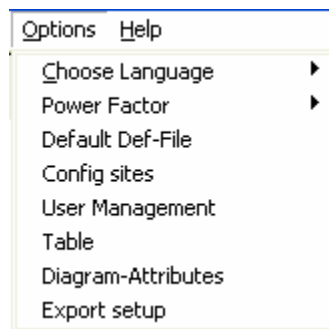 Options Help
Choose Language
Power Factor
Default Def-File
Config sites
User Management
Table
Diagram-Attributes
Export setup